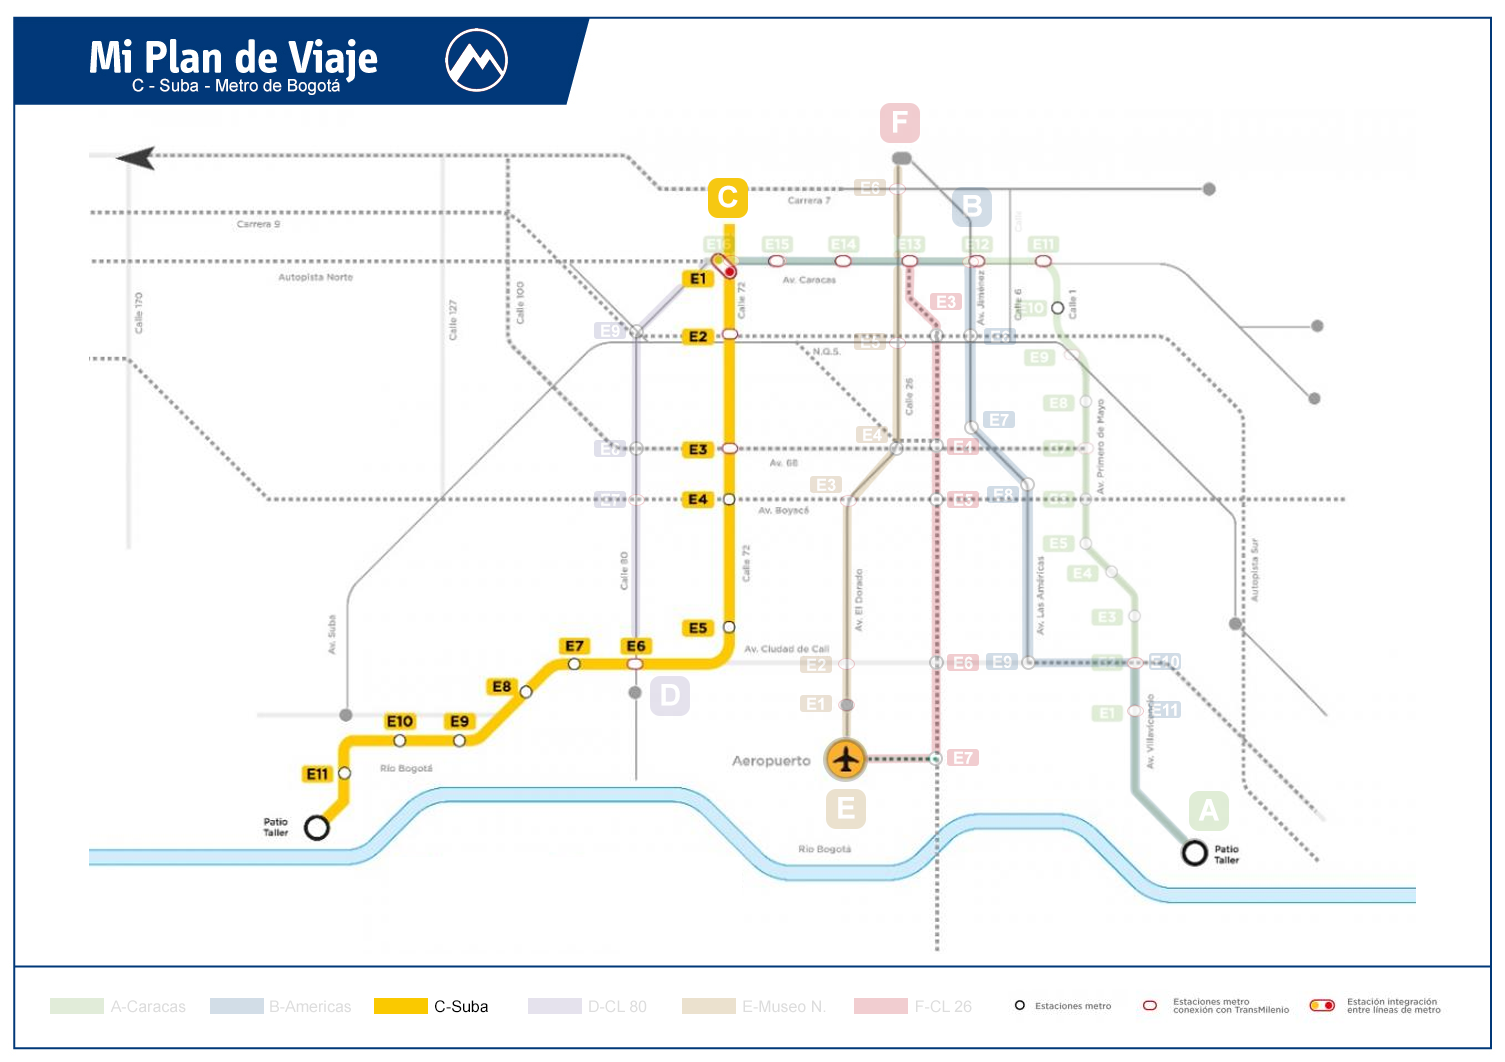 Mi Plan de Viaje
C - Suba - Metro de Bogotá
F
C
B
E6
Carrera 7
Calle
Carrera 9
E16
E15
E14
E13
E12
E11
Autopista Norte
E1
Av. Caracas
Calle 170
Calle 127
Calle 100
Calle 72
E3
Av. Jiménez
Calle 6
E10
Calle 1
E9
E2
N.Q.S.
E9
Calle 26
E8
E7
Av. Primero de Mayo
E4
E3
Av. 68
E7
E4
Av. Boyacá
E3
E8
Calle 80
Calle 72
Av. El Dorado
Av. Las Américas
E5
E4
Autopista Sur
Av. Suba
E5
E3
E7
E6
Av. Ciudad de Cali
E2
E6
E9
E10
E8
D
E1
E1
E11
Av. Villavicencio
E10
E9
Río Bogotá
E11
Aeropuerto
E7
E
A
Patio
Taller
Río Bogotá
Patio
Taller
A-Caracas
B-Americas
C-Suba
D-CL 80
E-Museo N.
F-CL 26
Estaciones metro
Estaciones metro
conexión con TransMilenio
Estación integración
entre líneas de metro